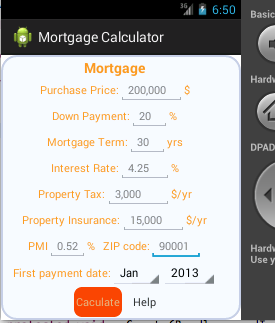 3G 6:50
Mortgage Calculator
Mortgage
Purchase Price: 200,000 $
Down Payment: 20 %
Mortgage Term: 30 yrs
Interest Rate: 4.25 %
Property Tax: 3,000 $/yr
Property Insurance: 15,000 $/yr
PMI 0.52 % ZIP code: 90001
First payment date: Jan 2013
Caculate Help
Basic
Hardw
DPAD
Hardw
Use y